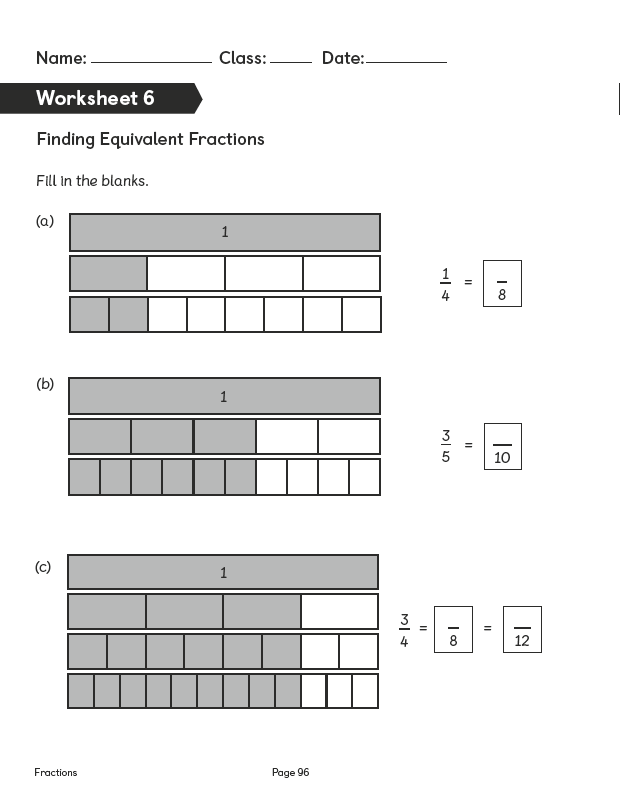 Name: Class: Date:
Worksheet 6
Finding Equivalent Fractions
Fill in the blanks.
(a)
1
1/4 = /8
(b)
1
3/5 = /10
(c)
1
3/4 = /8 = /12
Fractions Page 96